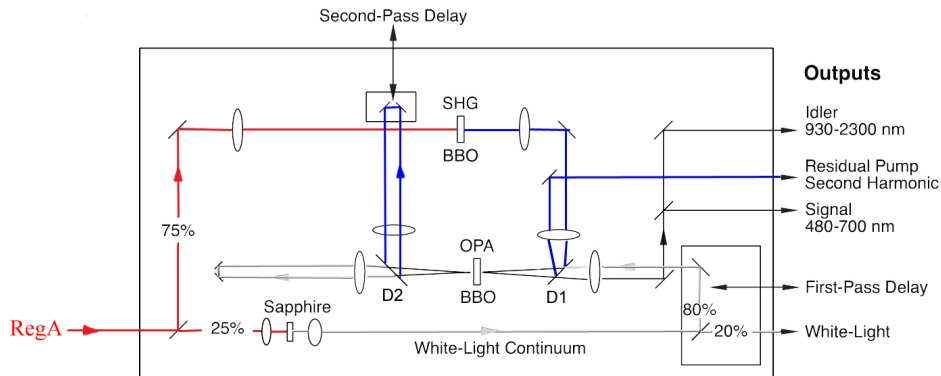 Second-Pass Delay
Outputs
SHG
Idler
930-2300 nm
BBO
Residual Pump
Second Harmonic
75%
Signal
480-700 nm
OPA
D2
BBO
D1
First-Pass Delay
Sapphire
80%
RegA
25%
20%
White-Light
White-Light Continuum